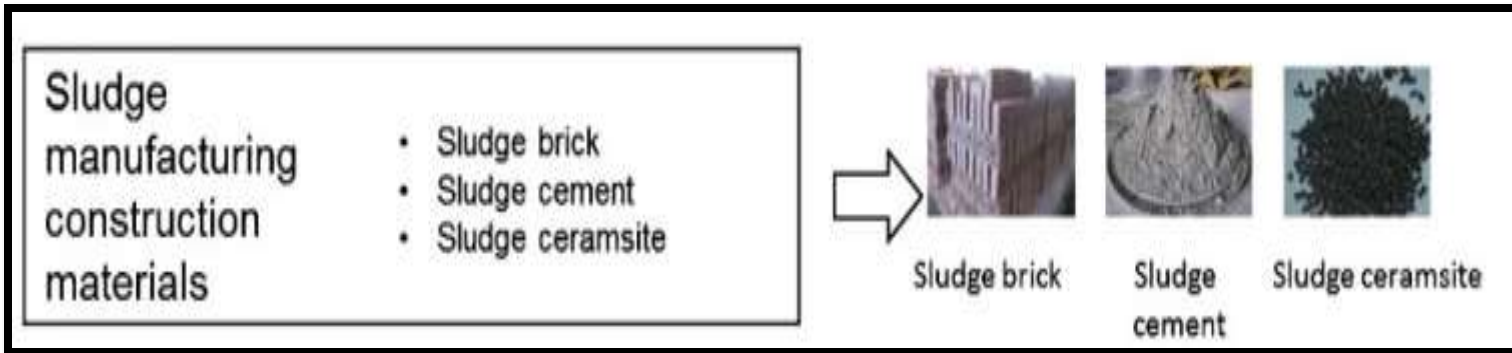 Sludge
manufacturing
construction
materials
• Sludge brick
• Sludge cement
• Sludge ceramsite
Sludge brick
Sludge
cement
Sludge ceramsite